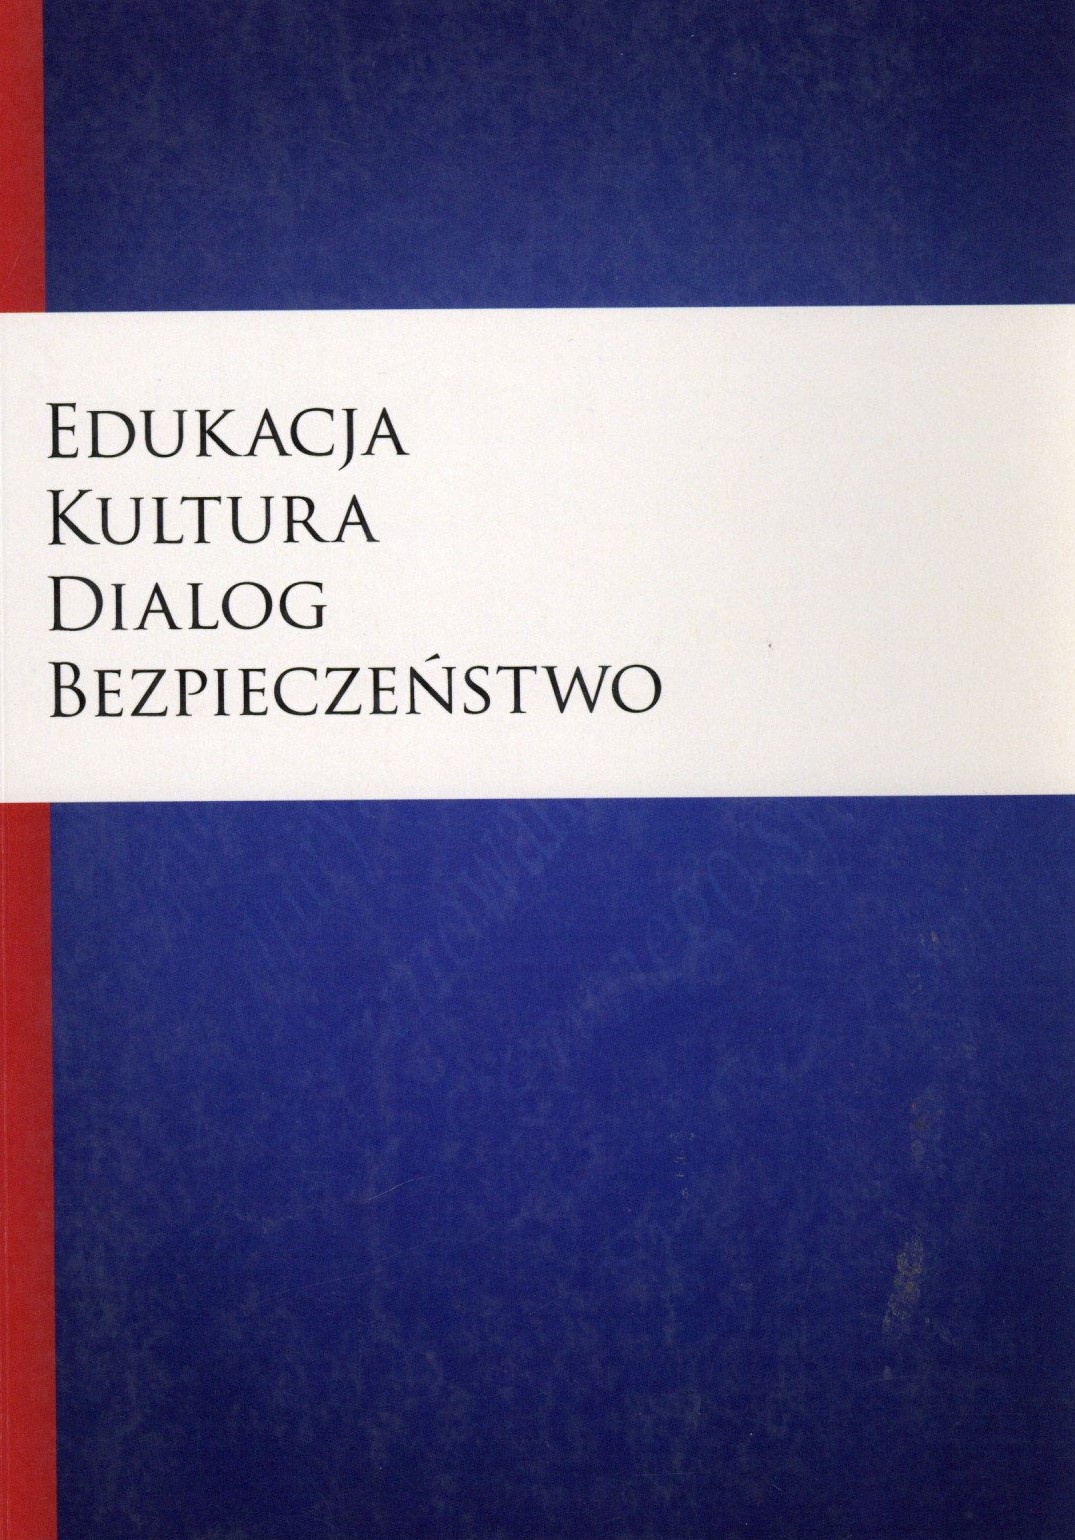 Edukacja
Kultura
Dialog
Bezpieczeństwo